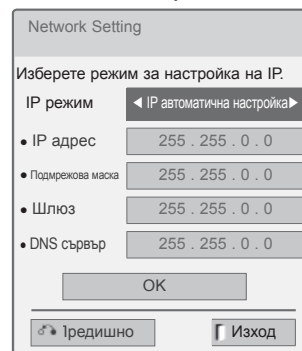 Network Setting
Изберете режим за настройка на IP.
IP режим ◀ IP автоматична настройка▶
• IP адрес 255 . 255 . 0 . 0
• Подмрежова маска 255 . 255 . 0 . 0
• Шлюз 255 . 255 . 0 . 0
• DNS сървър 255 . 255 . 0 . 0
OK
Предишно Изход